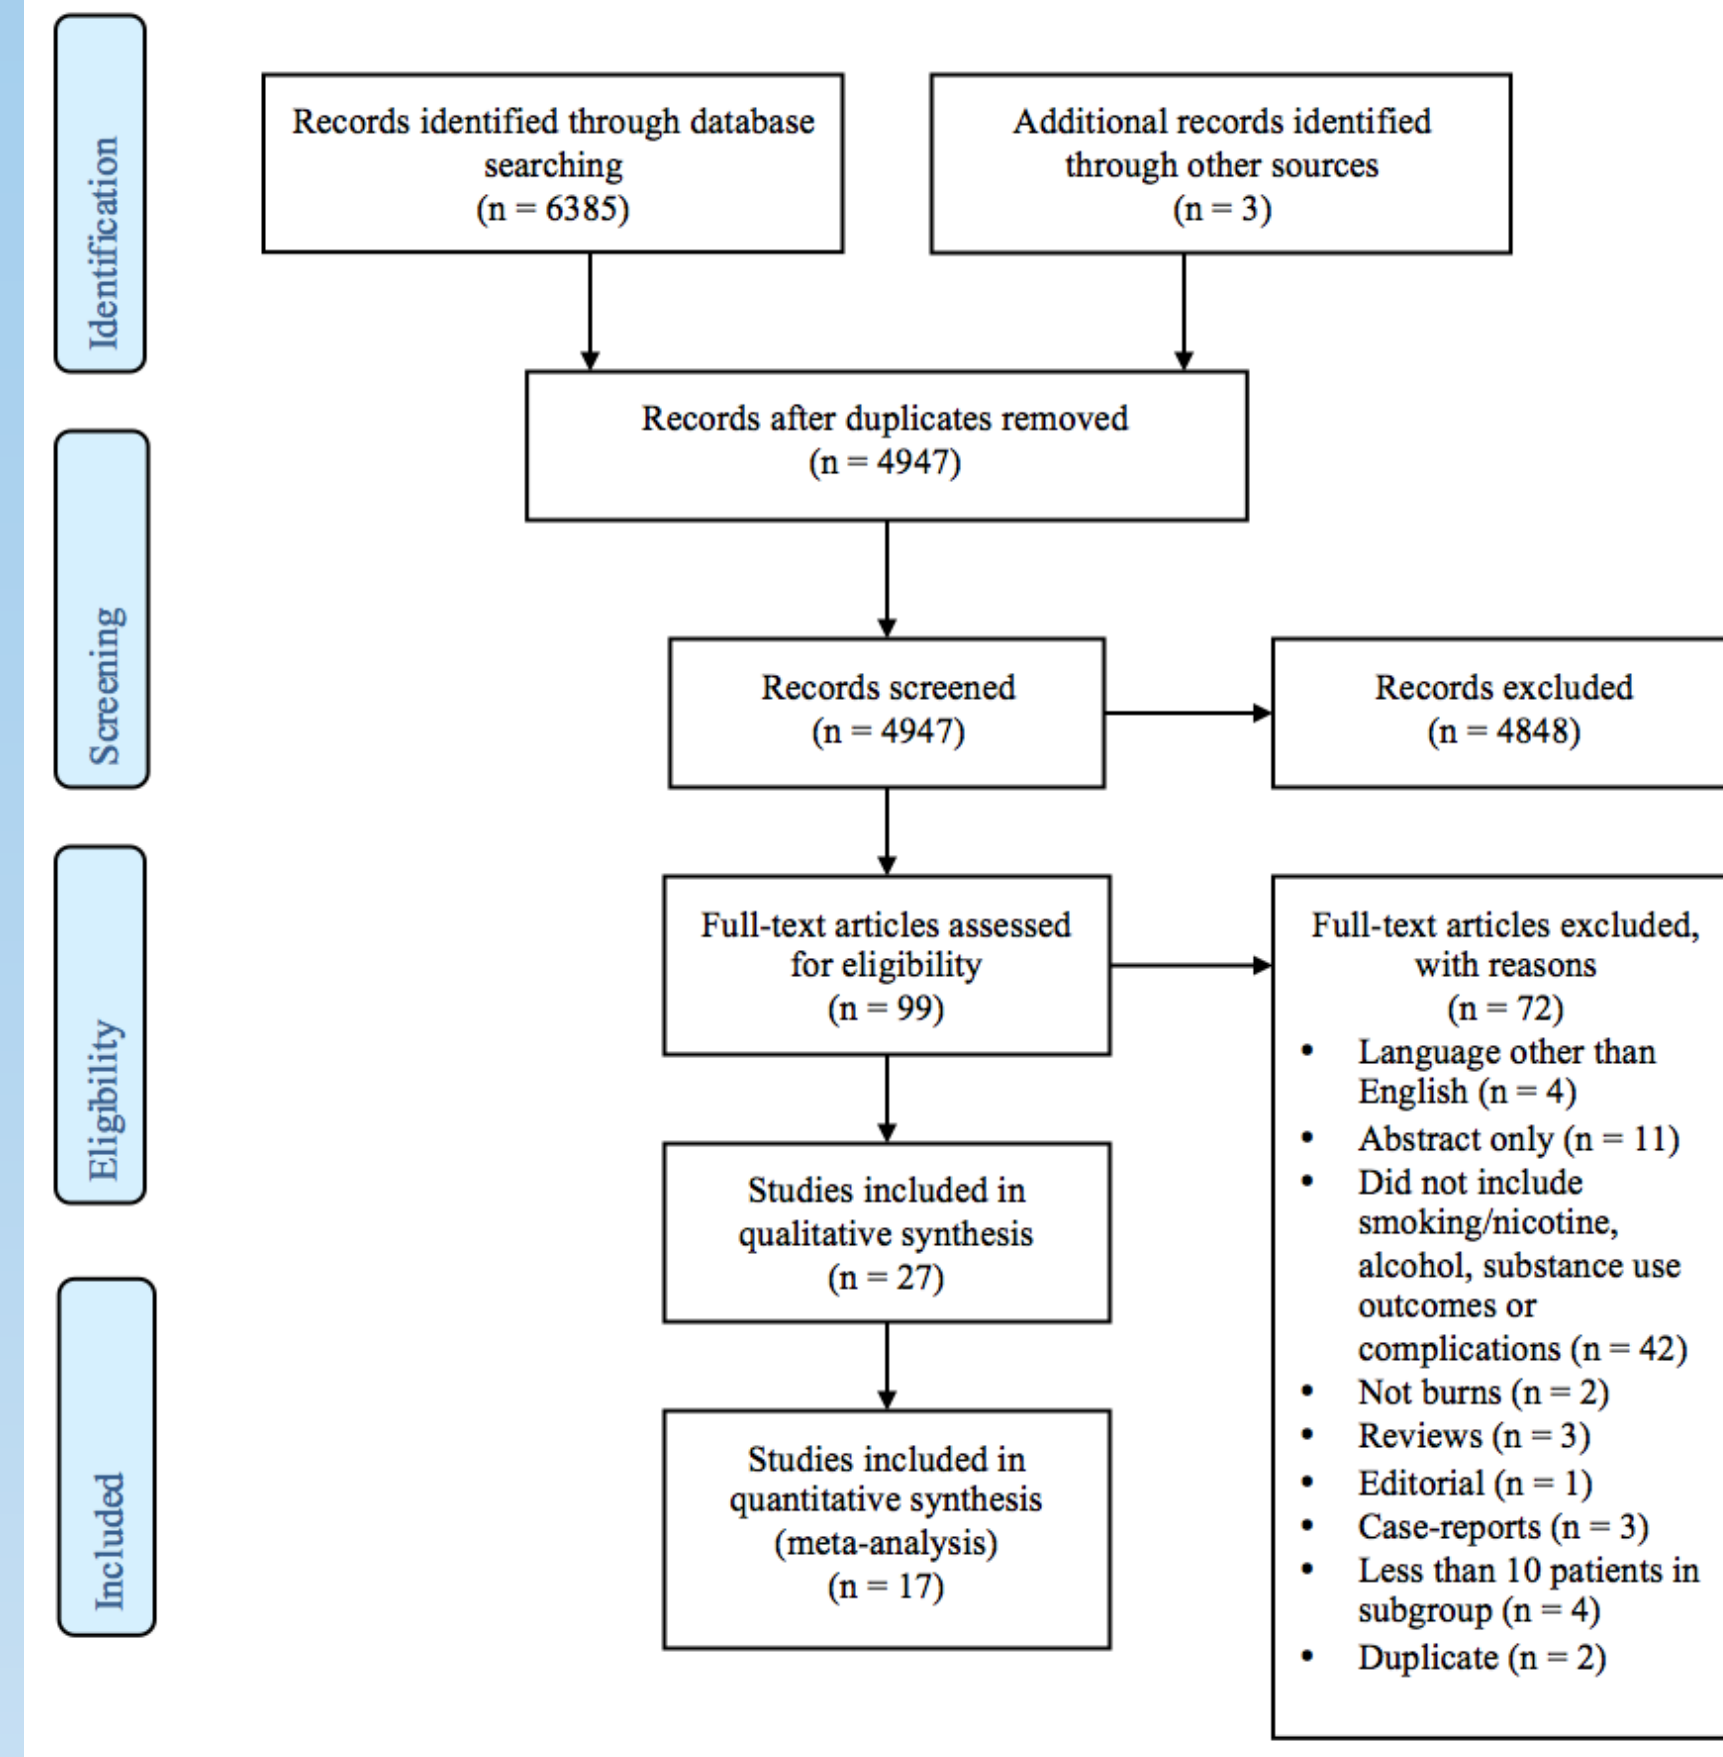 Identification
Records identified through database
searching
(n = 6385)
Additional records identified
through other sources
(n = 3)
Records after duplicates removed
(n = 4947)
Screening
Records screened
(n = 4947)
Records excluded
(n = 4848)
Eligibility
Full-text articles assessed
for eligibility
(n = 99)
Full-text articles excluded,
with reasons
(n = 72)
• Language other than
English (n = 4)
• Abstract only (n = 11)
• Did not include
smoking/nicotine,
alcohol, substance use
outcomes or
complications (n = 42)
• Not burns (n = 2)
• Reviews (n = 3)
• Editorial (n = 1)
• Case-reports (n = 3)
• Less than 10 patients in
subgroup (n = 4)
• Duplicate (n = 2)
Studies included in
qualitative synthesis
(n = 27)
Included
Studies included in
quantitative synthesis
(meta-analysis)
(n = 17)